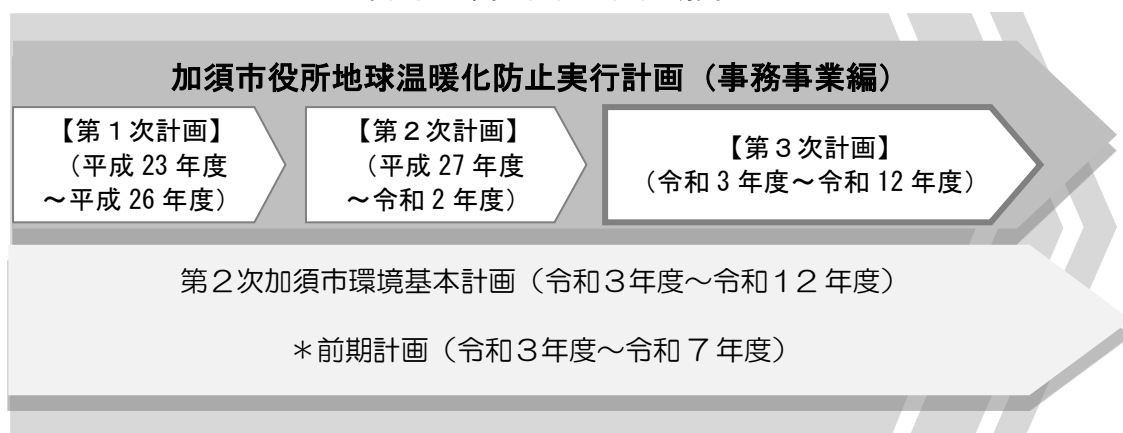 加須市役所地球温暖化防止実行計画（事務事業編）
【第１次計画】
（平成 23 年度
～平成 26 年度）
【第２次計画】
（平成 27 年度
～令和 2 年度）
【第３次計画】
（令和 3 年度～令和 12 年度）
第２次加須市環境基本計画（令和３年度～令和１２年度）
＊前期計画（令和３年度～令和７年度）